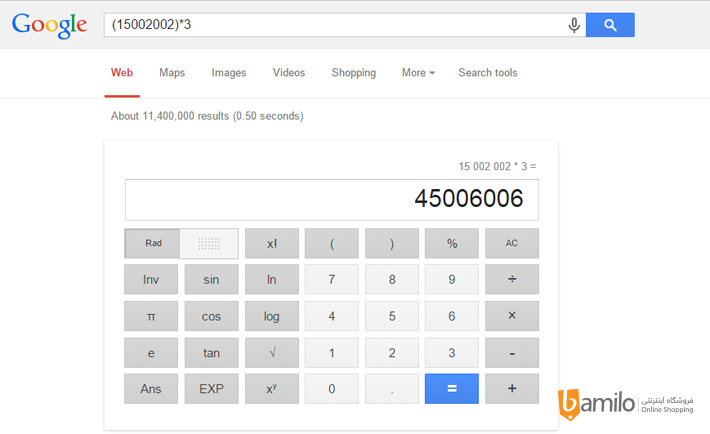 Google (15002002)*3
Web Maps Images Videos Shopping More Search tools
About 11,400,000 results (0.50 seconds)
15 002 002 * 3 =
45006006
Rad x! ( ) % AC
Inv sin ln 7 8 9 ÷
π cos log 4 5 6 ×
e tan √ 1 2 3 -
Ans EXP xʸ 0 . = +
bamilo فروشگاه اینترنتی
Online Shopping